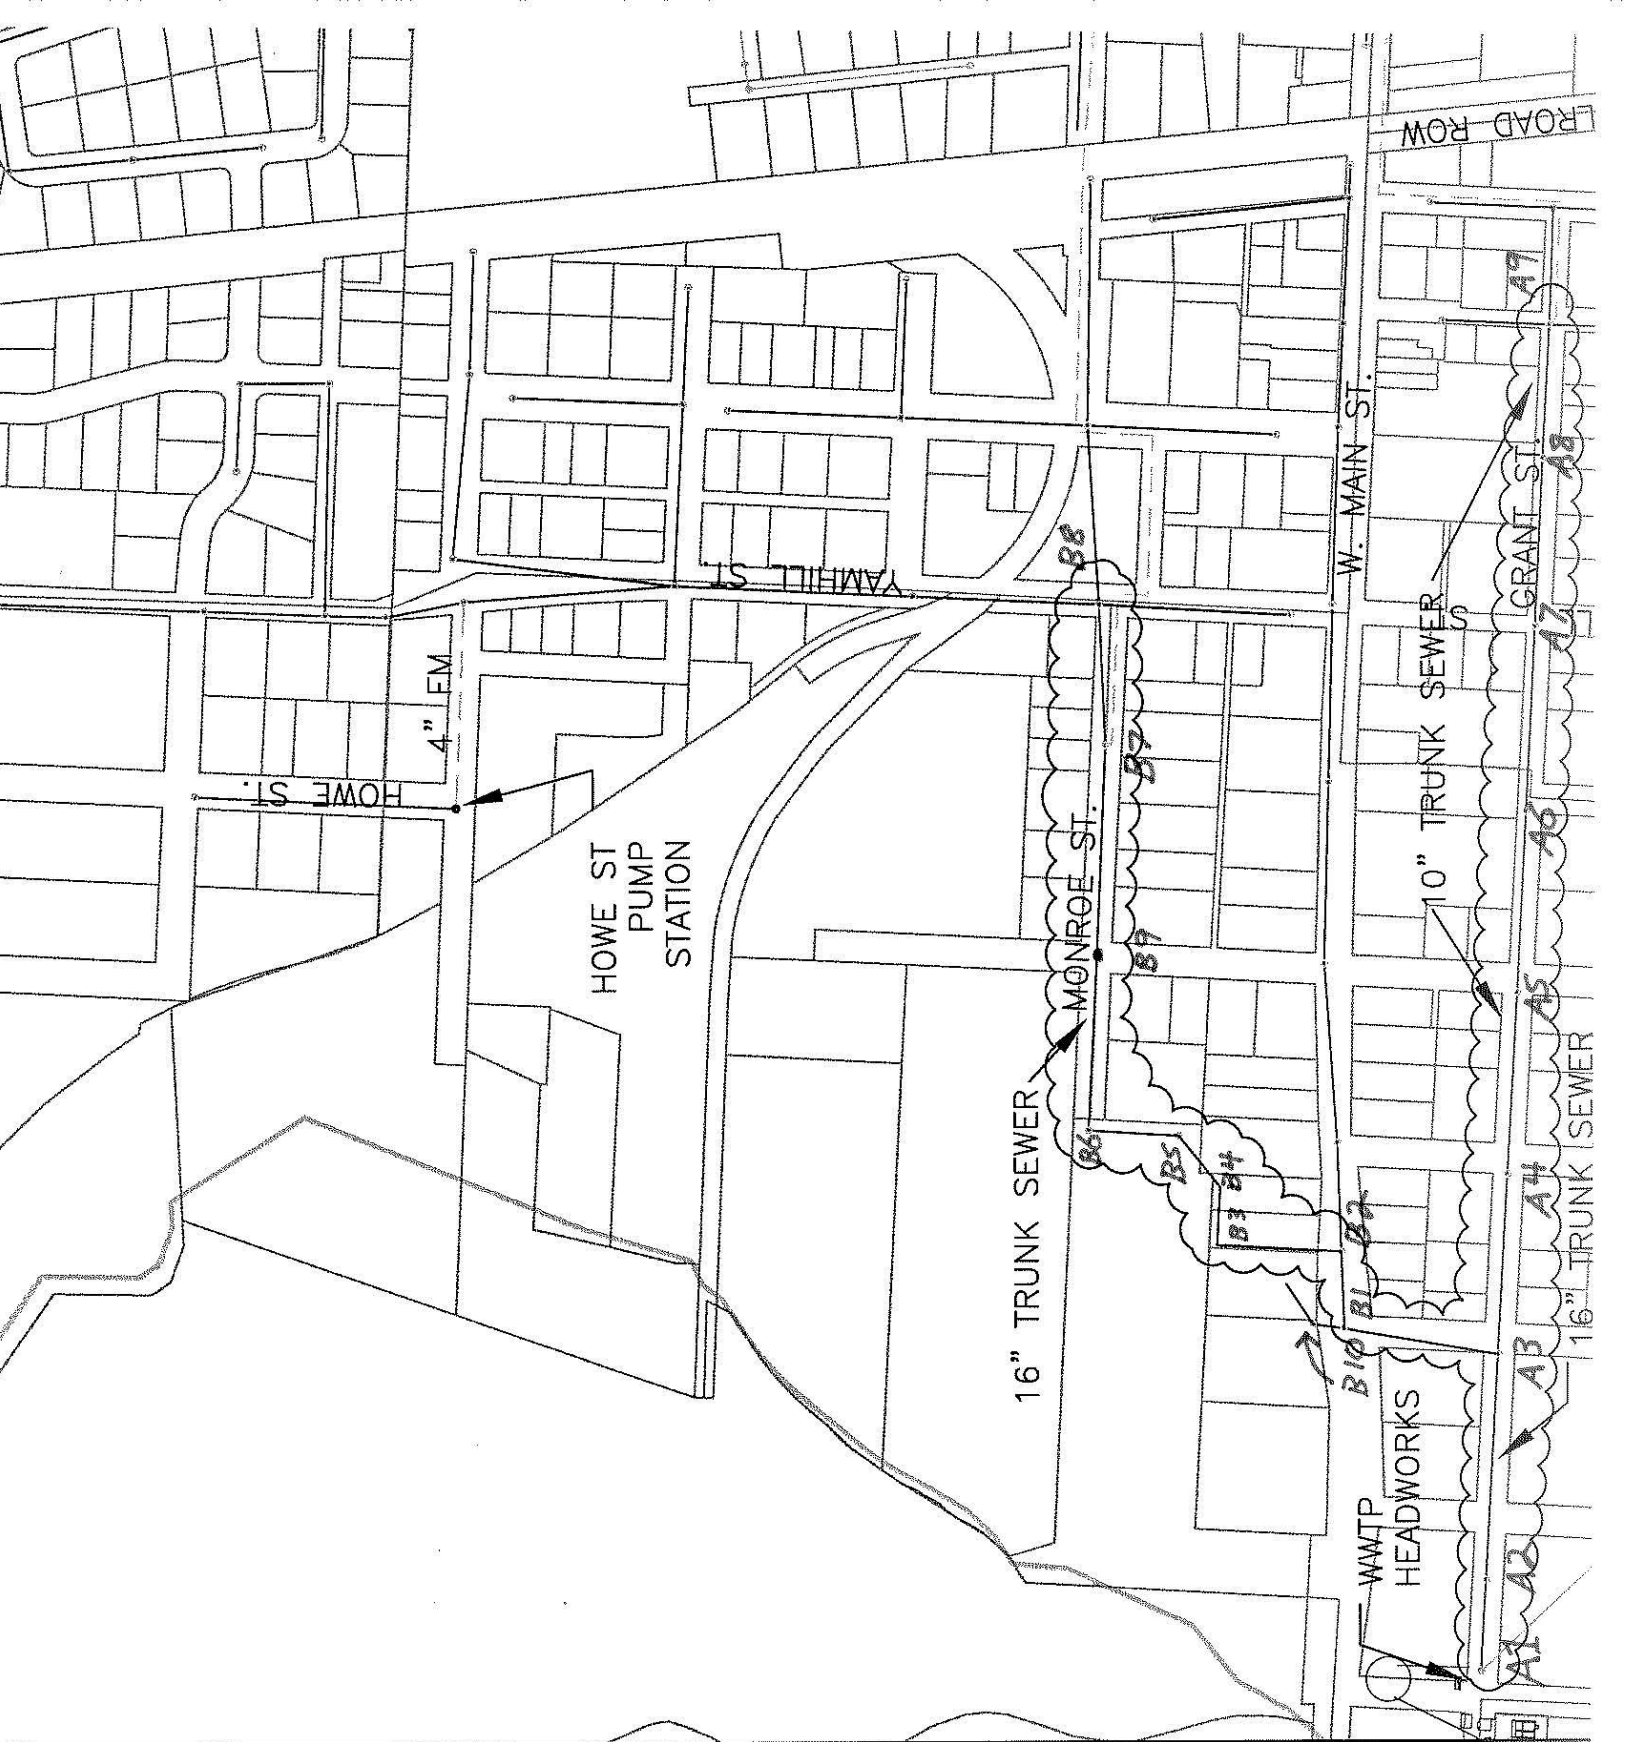 LROAD ROW
A9
W. MAIN ST.
GRANT ST.
A8
B8
YAMHILL ST.
10" TRUNK SEWER
S
A7
4" FM
HOWE ST.
B7
A6
HOWE ST
PUMP
STATION
MONROE ST.
B9
A5
16" TRUNK SEWER
B6
B5
B4
B3
B2
B1
B10
A4
16" TRUNK SEWER
A3
WWTP
HEADWORKS
A2
A1